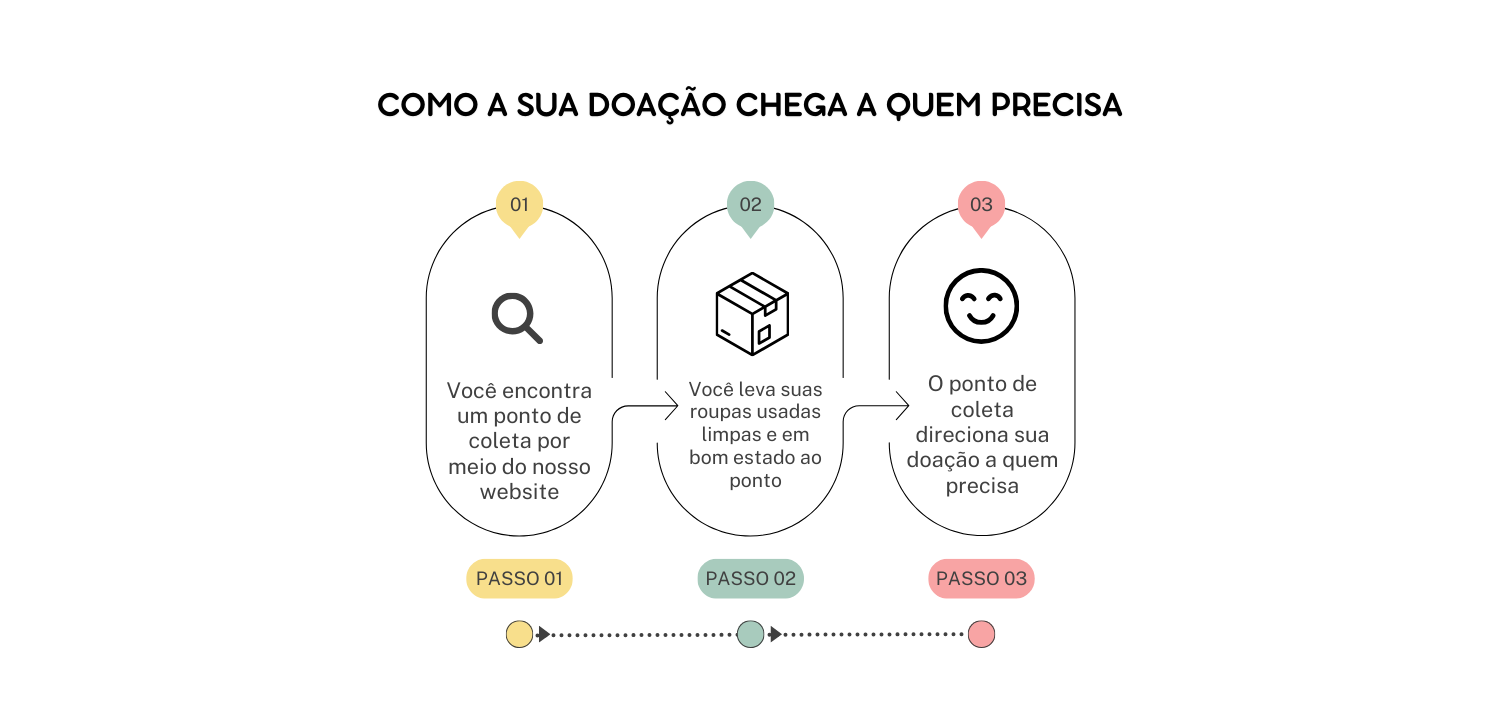 COMO A SUA DOAÇÃO CHEGA A QUEM PRECISA
01
Você encontra
um ponto de
coleta por
meio do nosso
website
PASSO 01
02
Você leva suas
roupas usadas
limpas e em
bom estado ao
ponto
PASSO 02
03
O ponto de
coleta
direciona sua
doação a quem
precisa
PASSO 03